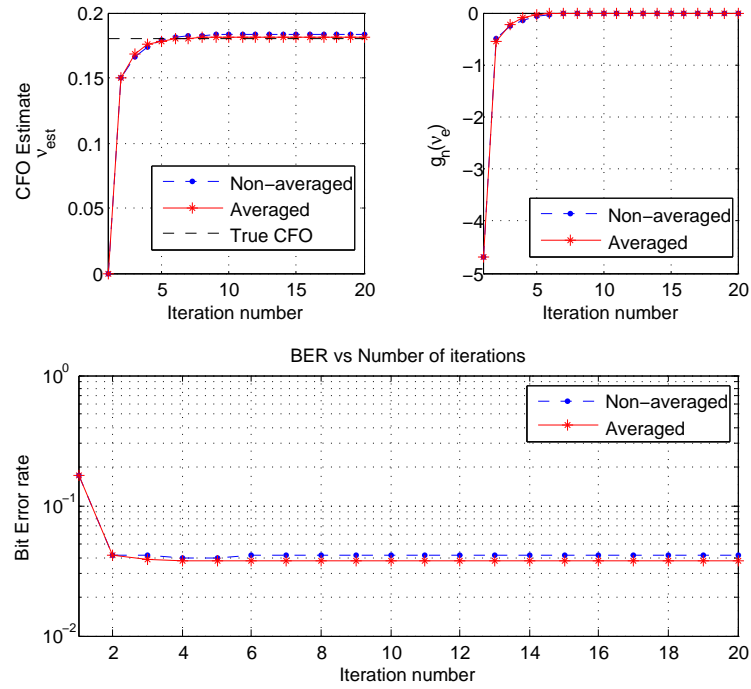 0.2
0.15
0.1
0.05
0
5
10
15
20
Iteration number
CFO Estimate
ν_est
Non−averaged
Averaged
True CFO
0
−1
−2
−3
−4
−5
5
10
15
20
Iteration number
g_n(ν_e)
Non−averaged
Averaged
BER vs Number of iterations
10^0
10^−1
10^−2
2
4
6
8
10
12
14
16
18
20
Iteration number
Bit Error rate
Non−averaged
Averaged